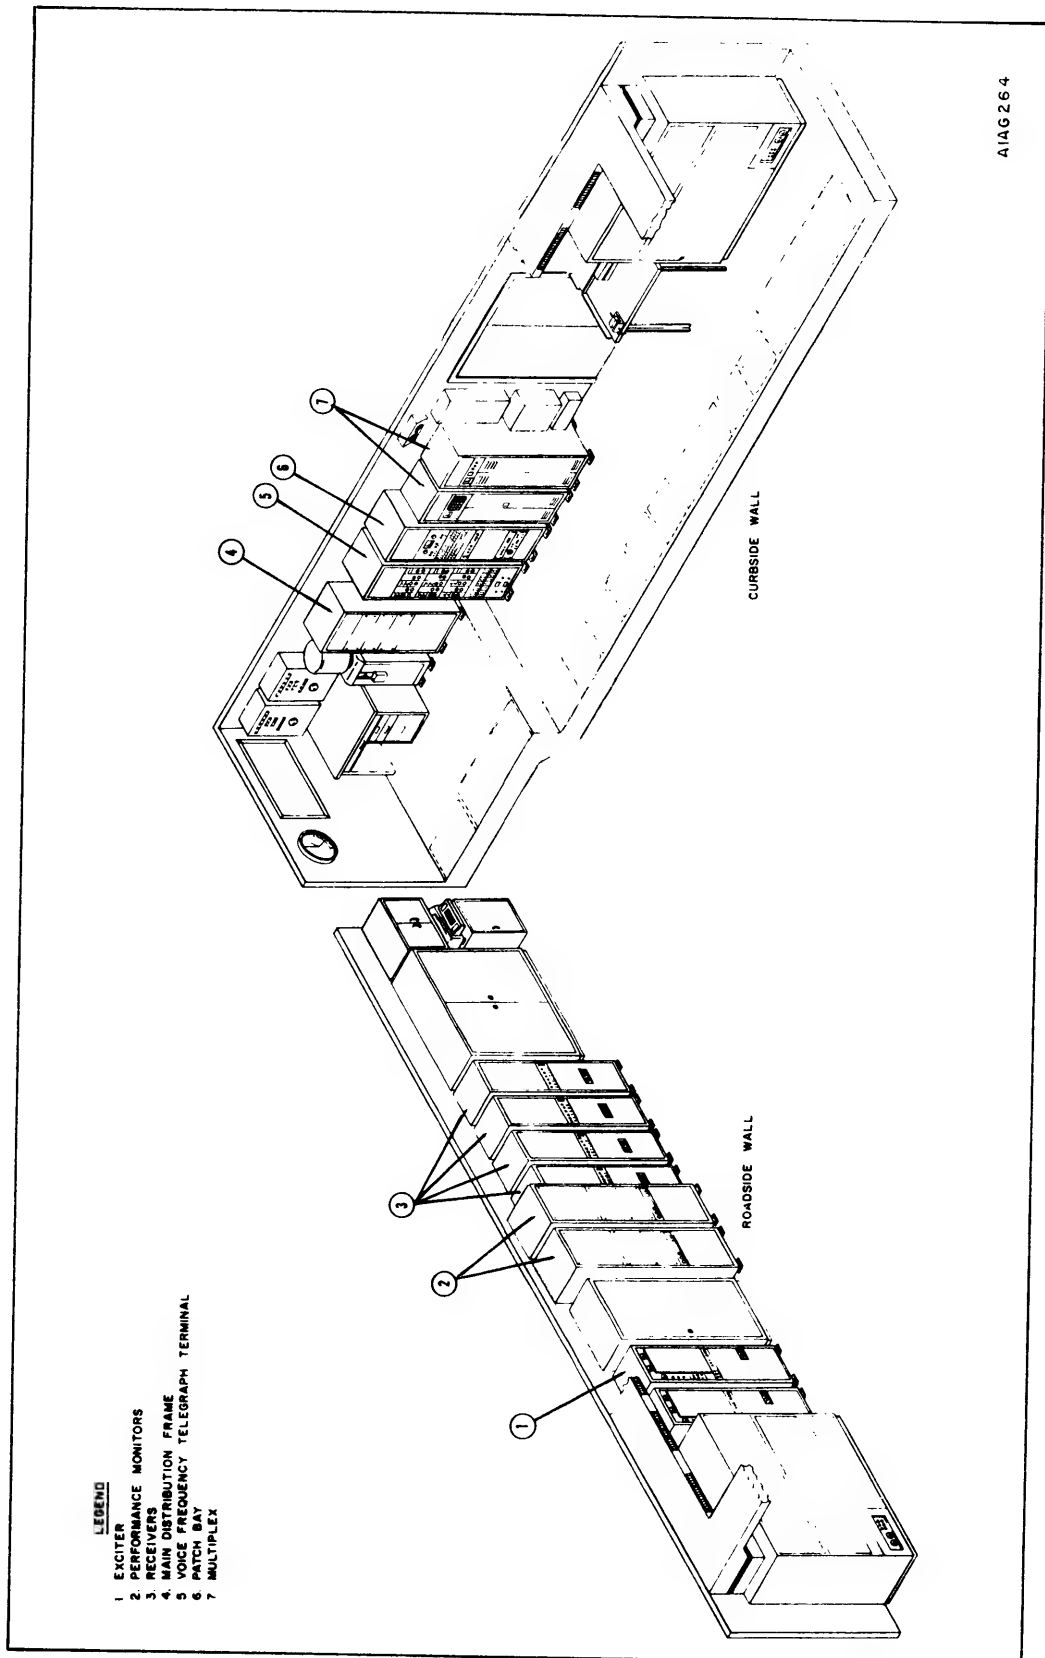 LEGEND
1 EXCITER
2. PERFORMANCE MONITORS
3. RECEIVERS
4. MAIN DISTRIBUTION FRAME
5 VOICE FREQUENCY TELEGRAPH TERMINAL
6. PATCH BAY
7 MULTIPLEX
1
2
3
ROADSIDE WALL
4
5
6
7
CURBSIDE WALL
A1AG264